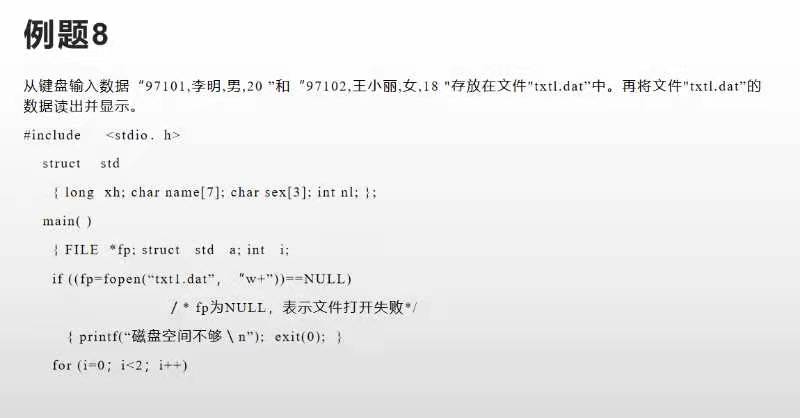 例题8
从键盘输入数据 "97101,李明,男,20 ”和 "97102,王小丽,女,18 "存放在文件"txtl.dat”中。再将文件"txtl.dat”的
数据读出并显示。
#include <stdio. h>
struct std
{ long xh; char name[7]; char sex[3]; int nl; };
main( )
{ FILE *fp; struct std a; int i;
if ((fp=fopen(“txt1.dat”, "w+”))==NULL)
/* fp为NULL，表示文件打开失败*/
{ printf(“磁盘空间不够\n”); exit(0); }
for (i=0; i<2; i++)